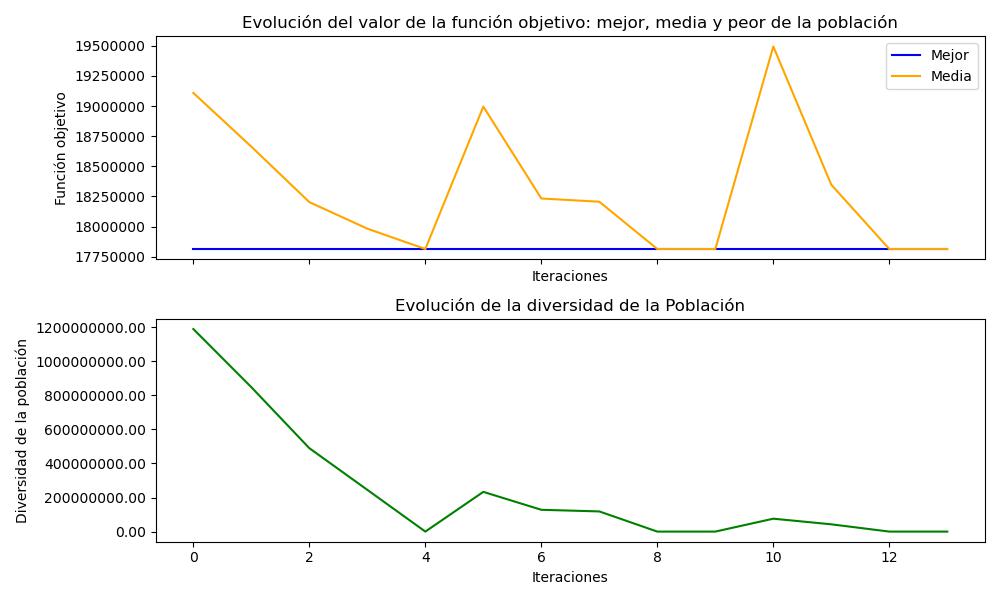 Evolución del valor de la función objetivo: mejor, media y peor de la población
Función objetivo
19500000
19250000
19000000
18750000
18500000
18250000
18000000
17750000
Mejor
Media
Iteraciones
Evolución de la diversidad de la Población
Diversidad de la población
1200000000.00
1000000000.00
800000000.00
600000000.00
400000000.00
200000000.00
0.00
0 2 4 6 8 10 12
Iteraciones